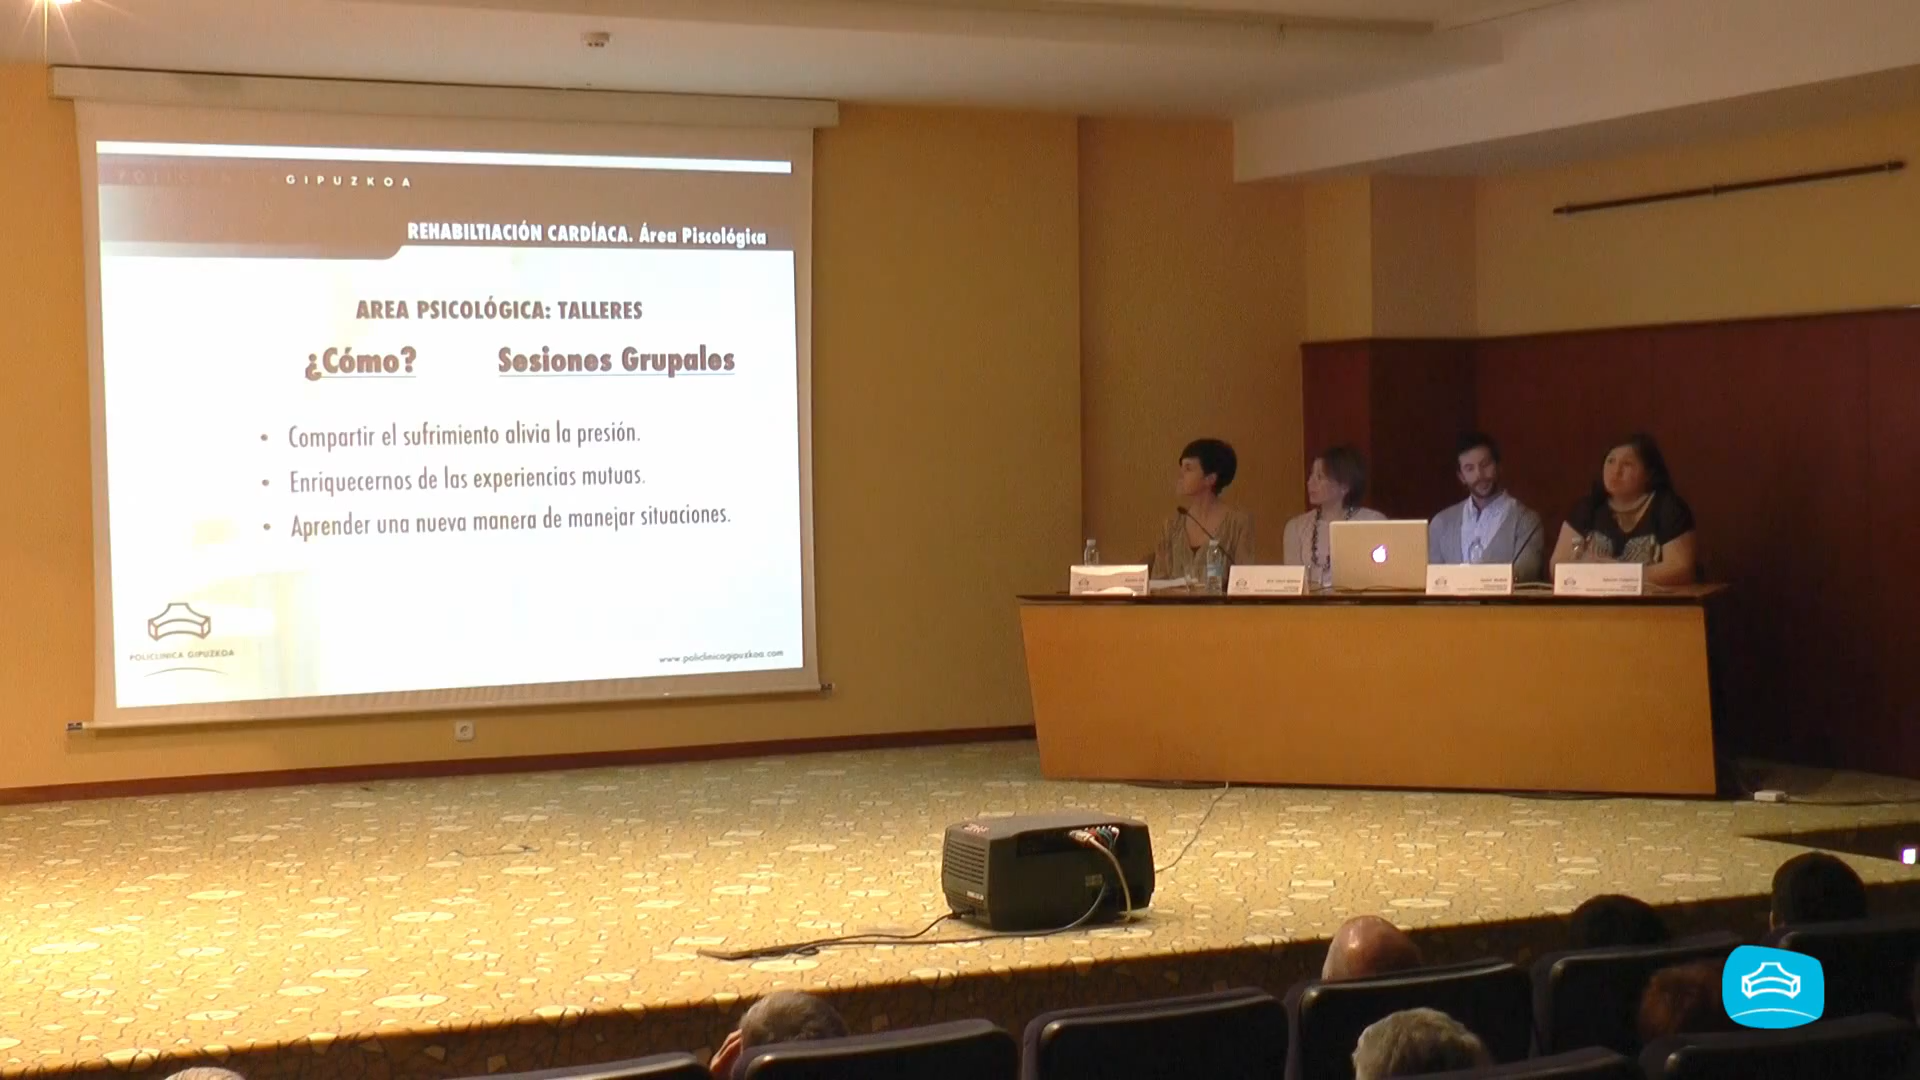 GIPUZKOA
REHABILTIACIÓN CARDÍACA. Área Piscológica
AREA PSICOLÓGICA: TALLERES
¿Cómo? Sesiones Grupales
• Compartir el sufrimiento alivia la presión.
• Enriquecernos de las experiencias mutuas.
• Aprender una nueva manera de manejar situaciones.
POLICLINICA GIPUZKOA
www.policlinicagipuzkoa.com